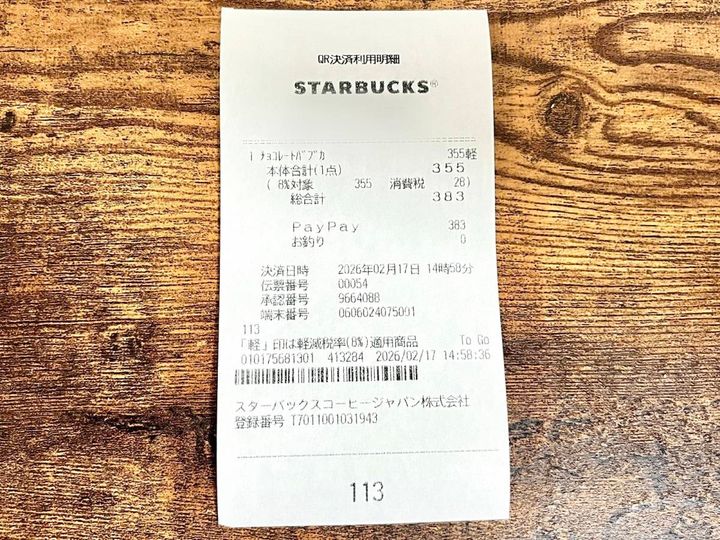 QR決済利用明細
STARBUCKS®
1 ﾁｮｺﾚｰﾄﾊﾞﾌﾞｶ 355軽
本体合計(1点) 355
( 8%対象 355 消費税 28)
総合計 383
PayPay 383
お釣り 0
決済日時 2026年02月17日 14時58分
伝票番号 00054
承認番号 9664088
端末番号 0606024075001
113
「軽」印は軽減税率(8%)適用商品 To Go
010175681301 413284 2026/02/17 14:58:36
スターバックスコーヒージャパン株式会社
登録番号 T7011001031943
113